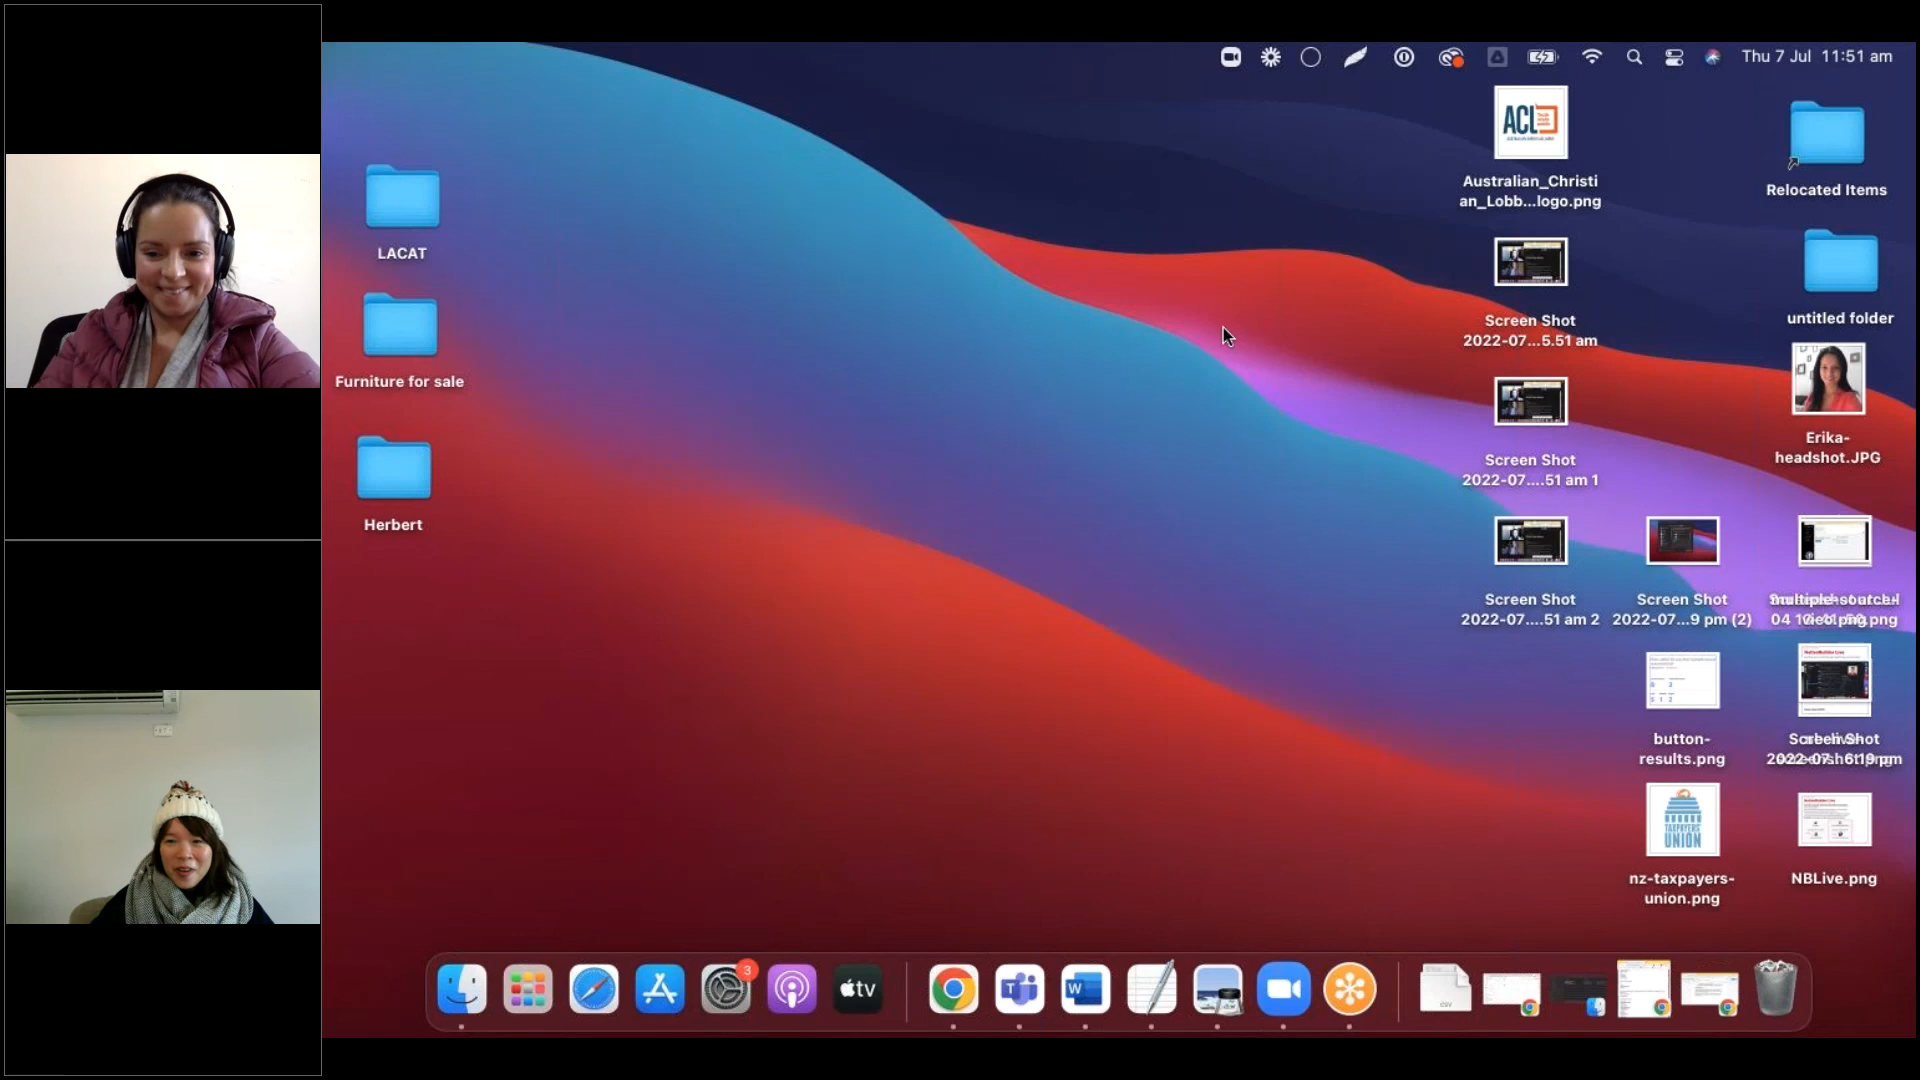 Thu 7 Jul 11:51 am
LACAT
Furniture for sale
Herbert
ACL
Australian_Christi
an_Lobb...logo.png
Screen Shot
2022-07...5.51 am
Screen Shot
2022-07....51 am 1
Screen Shot
2022-07....51 am 2
Screen Shot
2022-07...9 pm (2)
button-
results.png
TAXPAYERS'
UNION
nz-taxpayers-
union.png
Relocated Items
untitled folder
Erika-
headshot.JPG
NBLive.png
3
tv
T
W
CSV